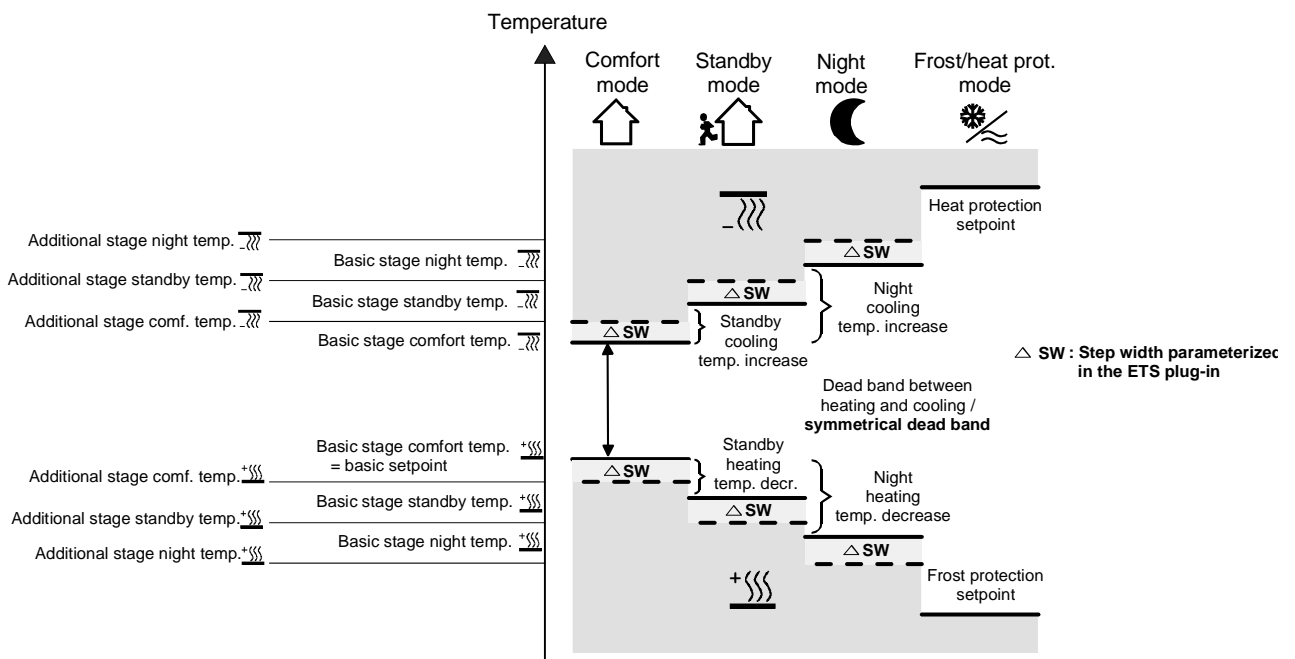 Temperature
Comfort
mode
Standby
mode
Night
mode
Frost/heat prot.
mode
Heat protection
setpoint
Additional stage night temp.
Basic stage night temp.
Additional stage standby temp.
Basic stage standby temp.
Additional stage comf. temp.
Basic stage comfort temp.
△ SW
△ SW
△ SW
Standby
cooling
temp. increase
Night
cooling
temp. increase
△ SW : Step width parameterized
in the ETS plug-in
Dead band between
heating and cooling /
symmetrical dead band
Basic stage comfort temp.
= basic setpoint
Additional stage comf. temp.
Basic stage standby temp.
Additional stage standby temp.
Basic stage night temp.
Additional stage night temp.
△ SW
△ SW
△ SW
Standby
heating
temp. decr.
Night
heating
temp. decrease
Frost protection
setpoint